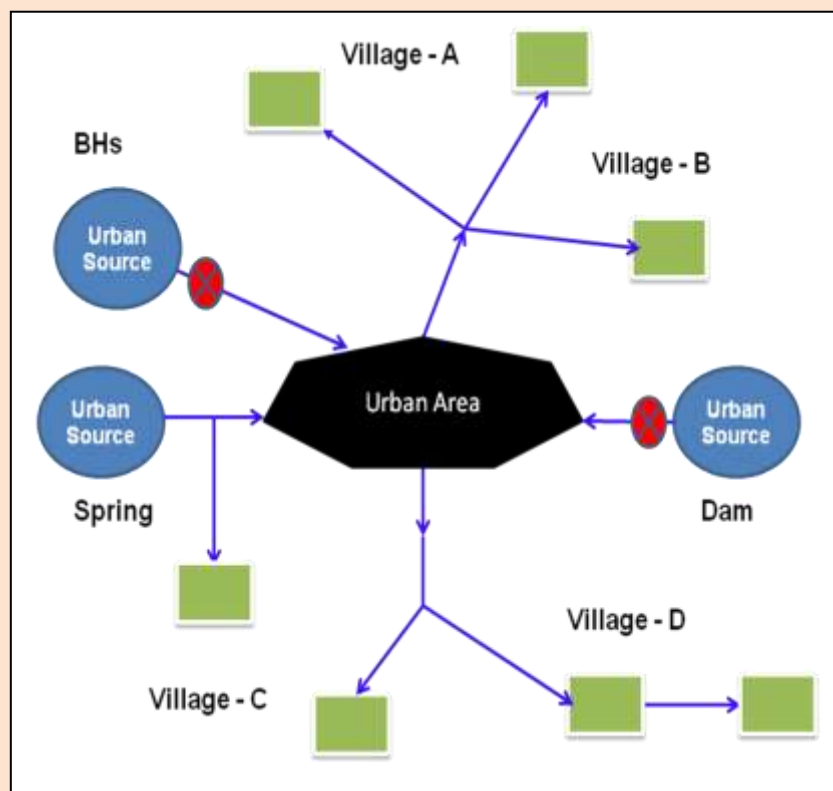 Village - A
BHs
Village - B
Urban
Source
Urban
Source
Urban Area
Urban
Source
Spring
Dam
Village - D
Village - C